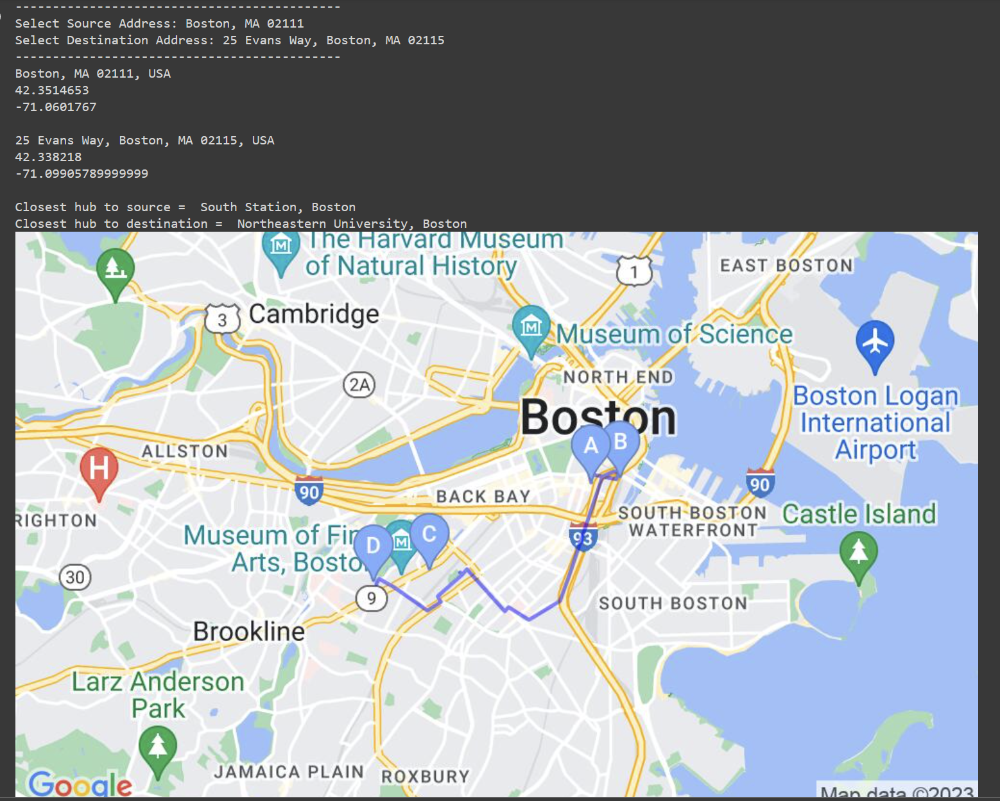 --------------------------------------------
Select Source Address: Boston, MA 02111
Select Destination Address: 25 Evans Way, Boston, MA 02115
--------------------------------------------
Boston, MA 02111, USA
42.3514653
-71.0601767
25 Evans Way, Boston, MA 02115, USA
42.338218
-71.09905789999999
Closest hub to source =  South Station, Boston
Closest hub to destination =  Northeastern University, Boston
The Harvard Museum
of Natural History
1
EAST BOSTON
3
Cambridge
Museum of Science
2A
NORTH END
Boston
Boston Logan
International
Airport
A
B
ALLSTON
H
90
90
BACK BAY
SOUTH BOSTON
WATERFRONT
Castle Island
RIGHTON
Museum of Fin
Arts, Bosto
D
C
93
30
9
SOUTH BOSTON
Brookline
Larz Anderson
Park
JAMAICA PLAIN
ROXBURY
Google
Map data ©2023